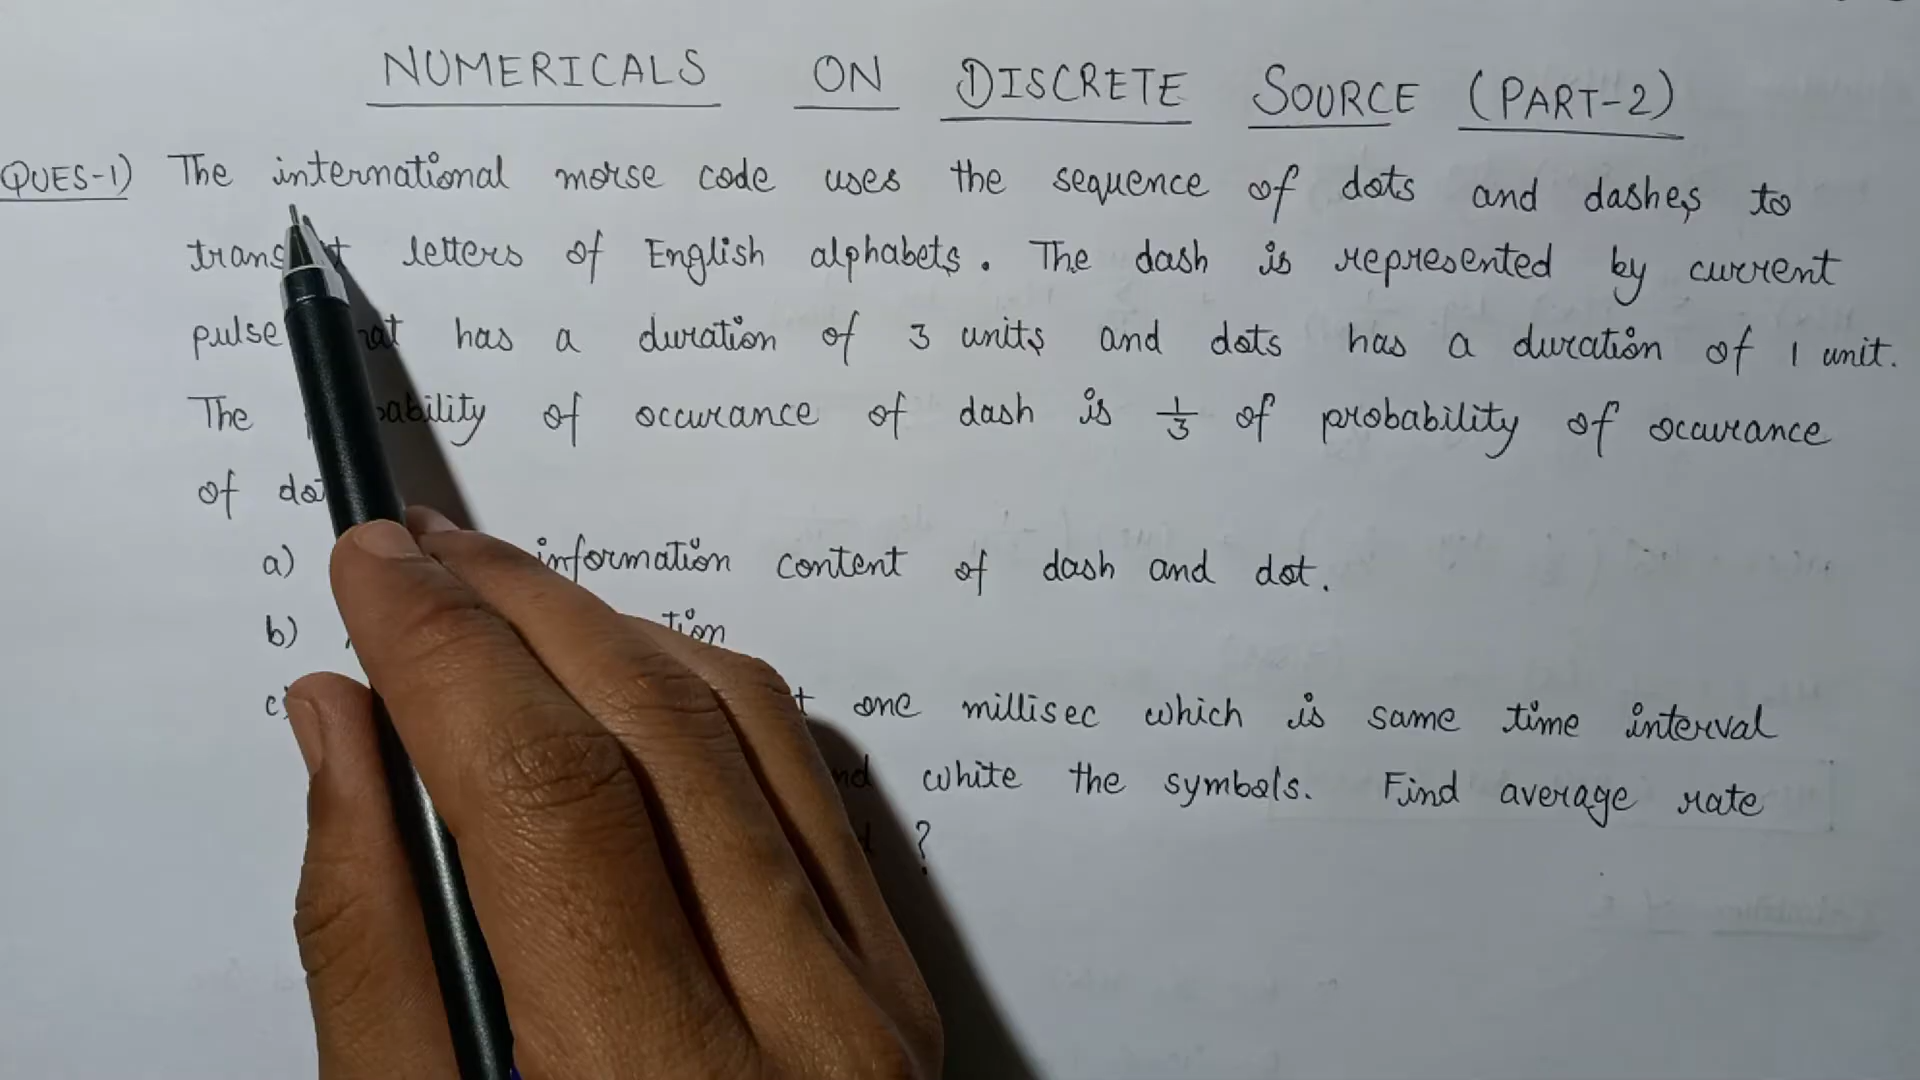 NUMERICALS ON DISCRETE SOURCE (PART-2)
QUES-1) The international morse code uses the sequence of dots and dashes to
letters of English alphabets. The dash is represented by current
pulse has a duration of 3 units and dots has a duration of 1 unit.
The of occurance of dash is 1/3 of probability of occurance
of
a) information content of dash and dot.
b)
c) one millisec which is same time interval
white the symbols. Find average rate
?